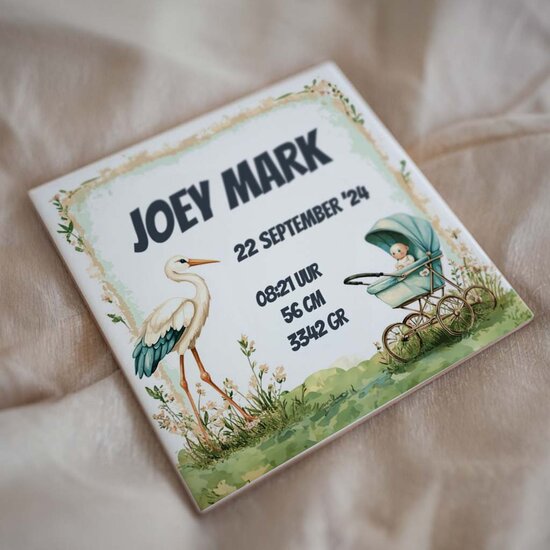 JOEY MARK
22 SEPTEMBER '24
08:21 UUR
56 CM
3342 GR